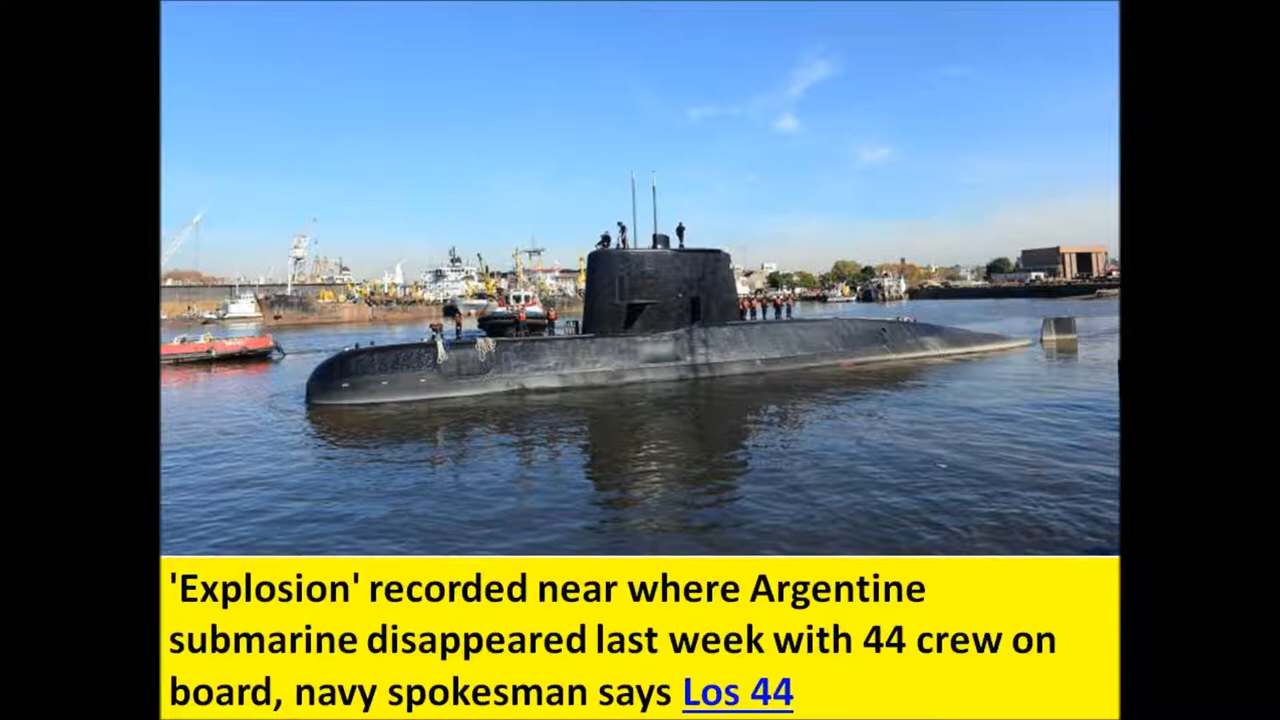 'Explosion' recorded near where Argentine
submarine disappeared last week with 44 crew on
board, navy spokesman says Los 44